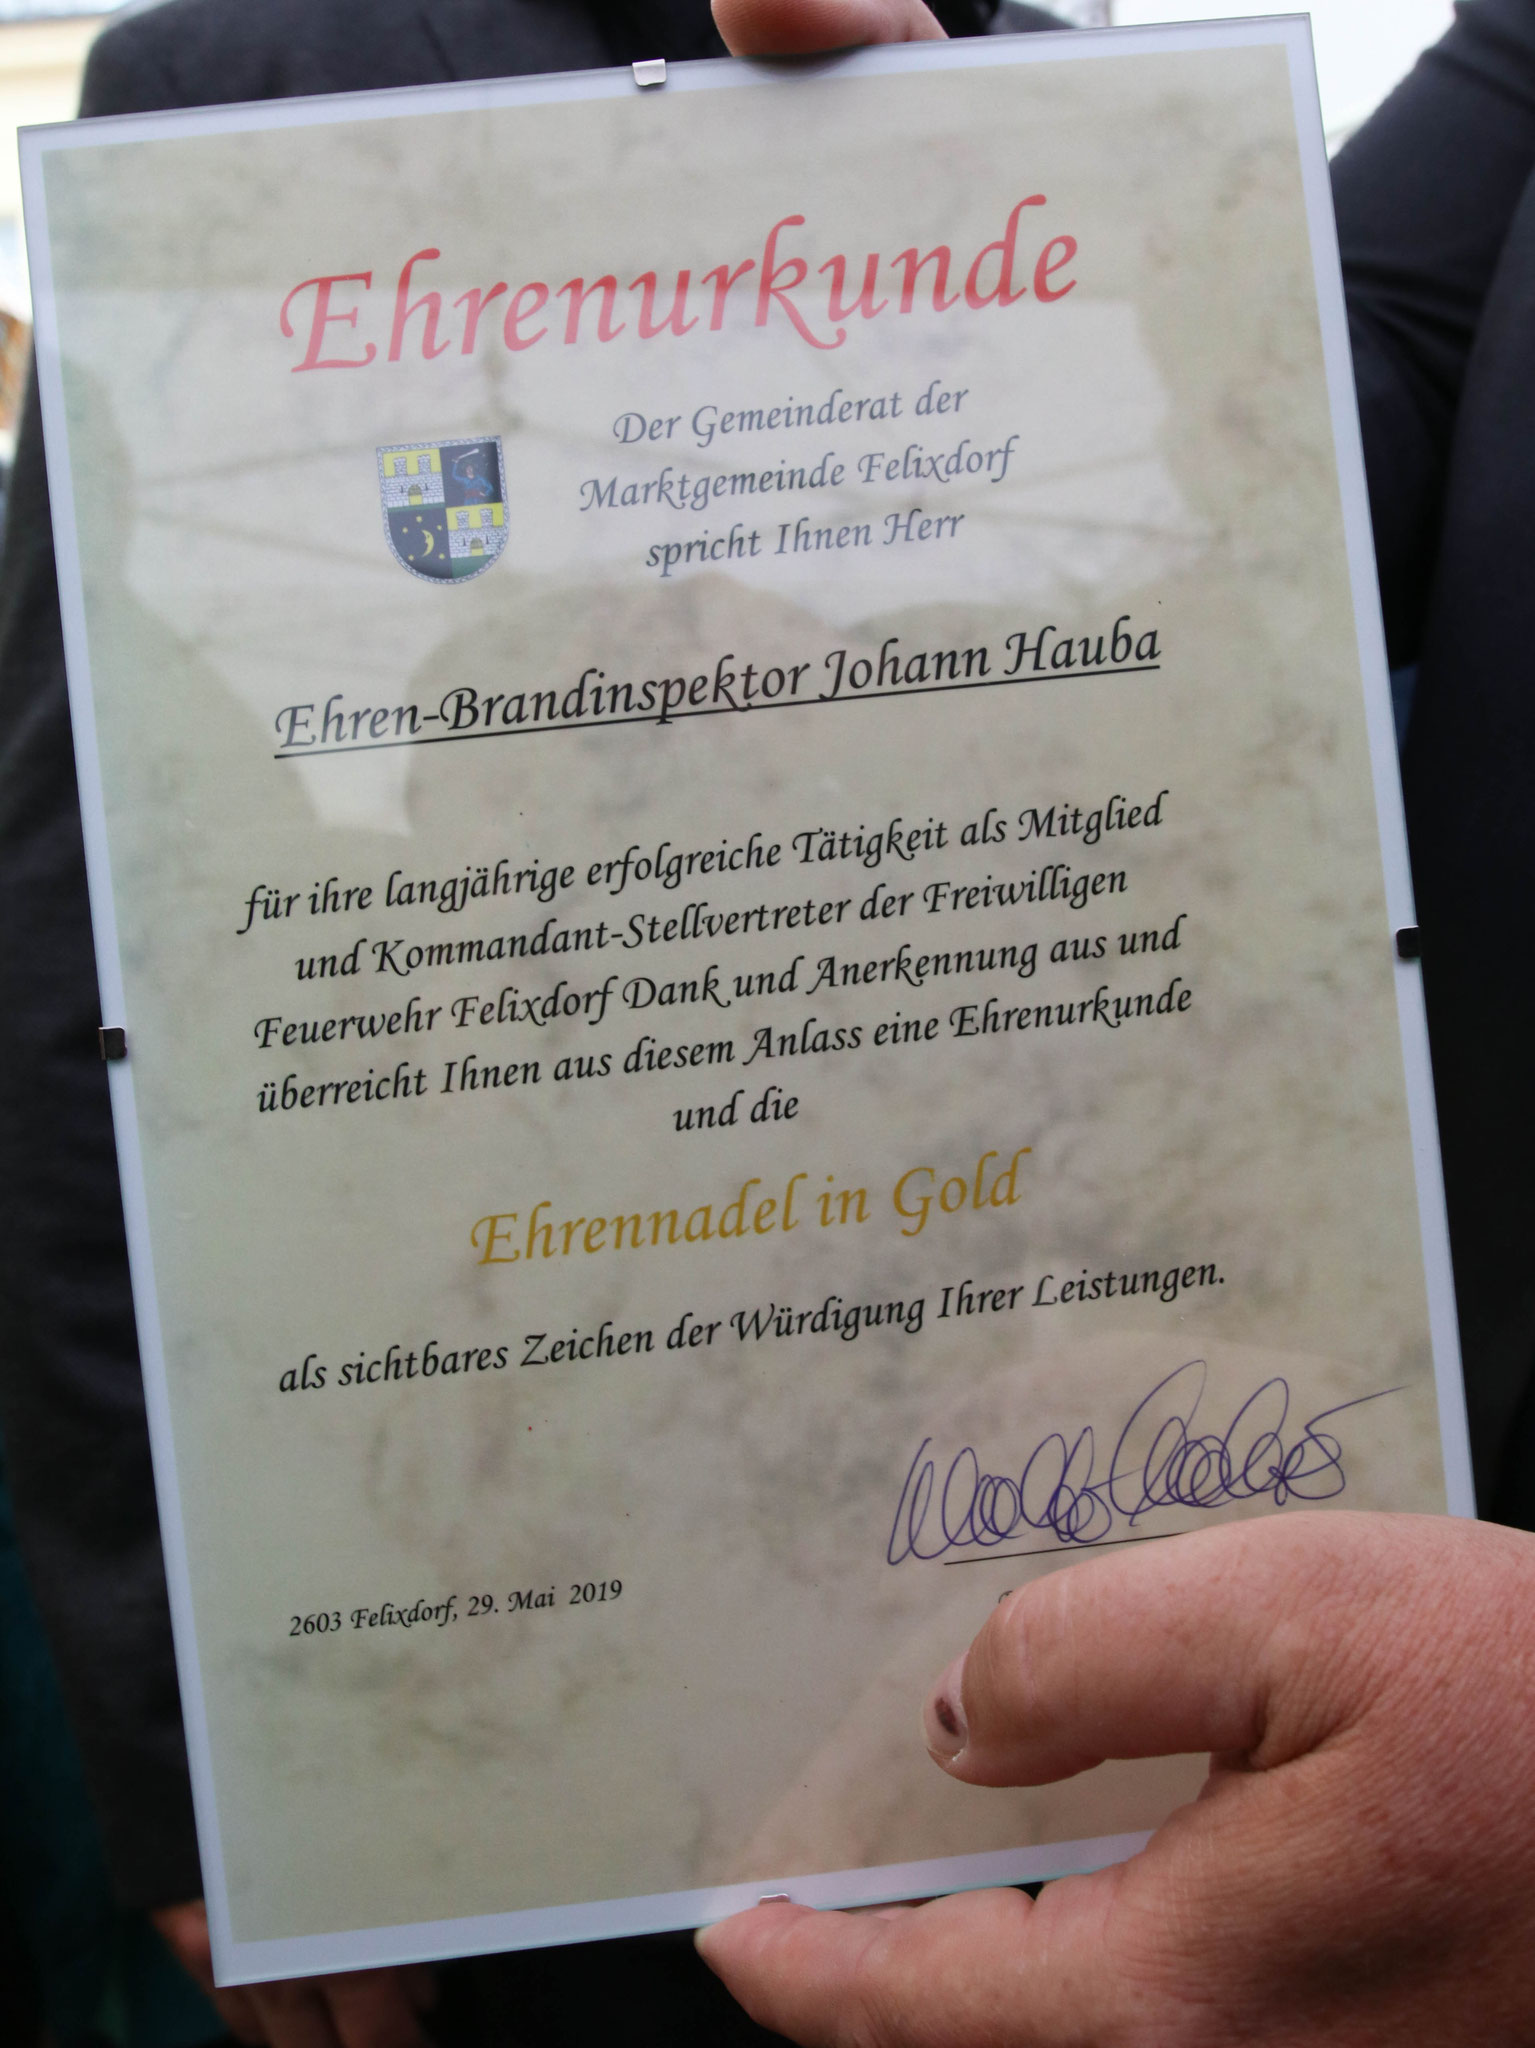 Ehrenurkunde
Der Gemeinderat der
Marktgemeinde Felixdorf
spricht Ihnen Herr
Ehren-Brandinspektor Johann Hauba
für ihre langjährige erfolgreiche Tätigkeit als Mitglied
und Kommandant-Stellvertreter der Freiwilligen
Feuerwehr Felixdorf Dank und Anerkennung aus und
überreicht Ihnen aus diesem Anlass eine Ehrenurkunde
und die
Ehrennadel in Gold
als sichtbares Zeichen der Würdigung Ihrer Leistungen.
2603 Felixdorf, 29. Mai 2019